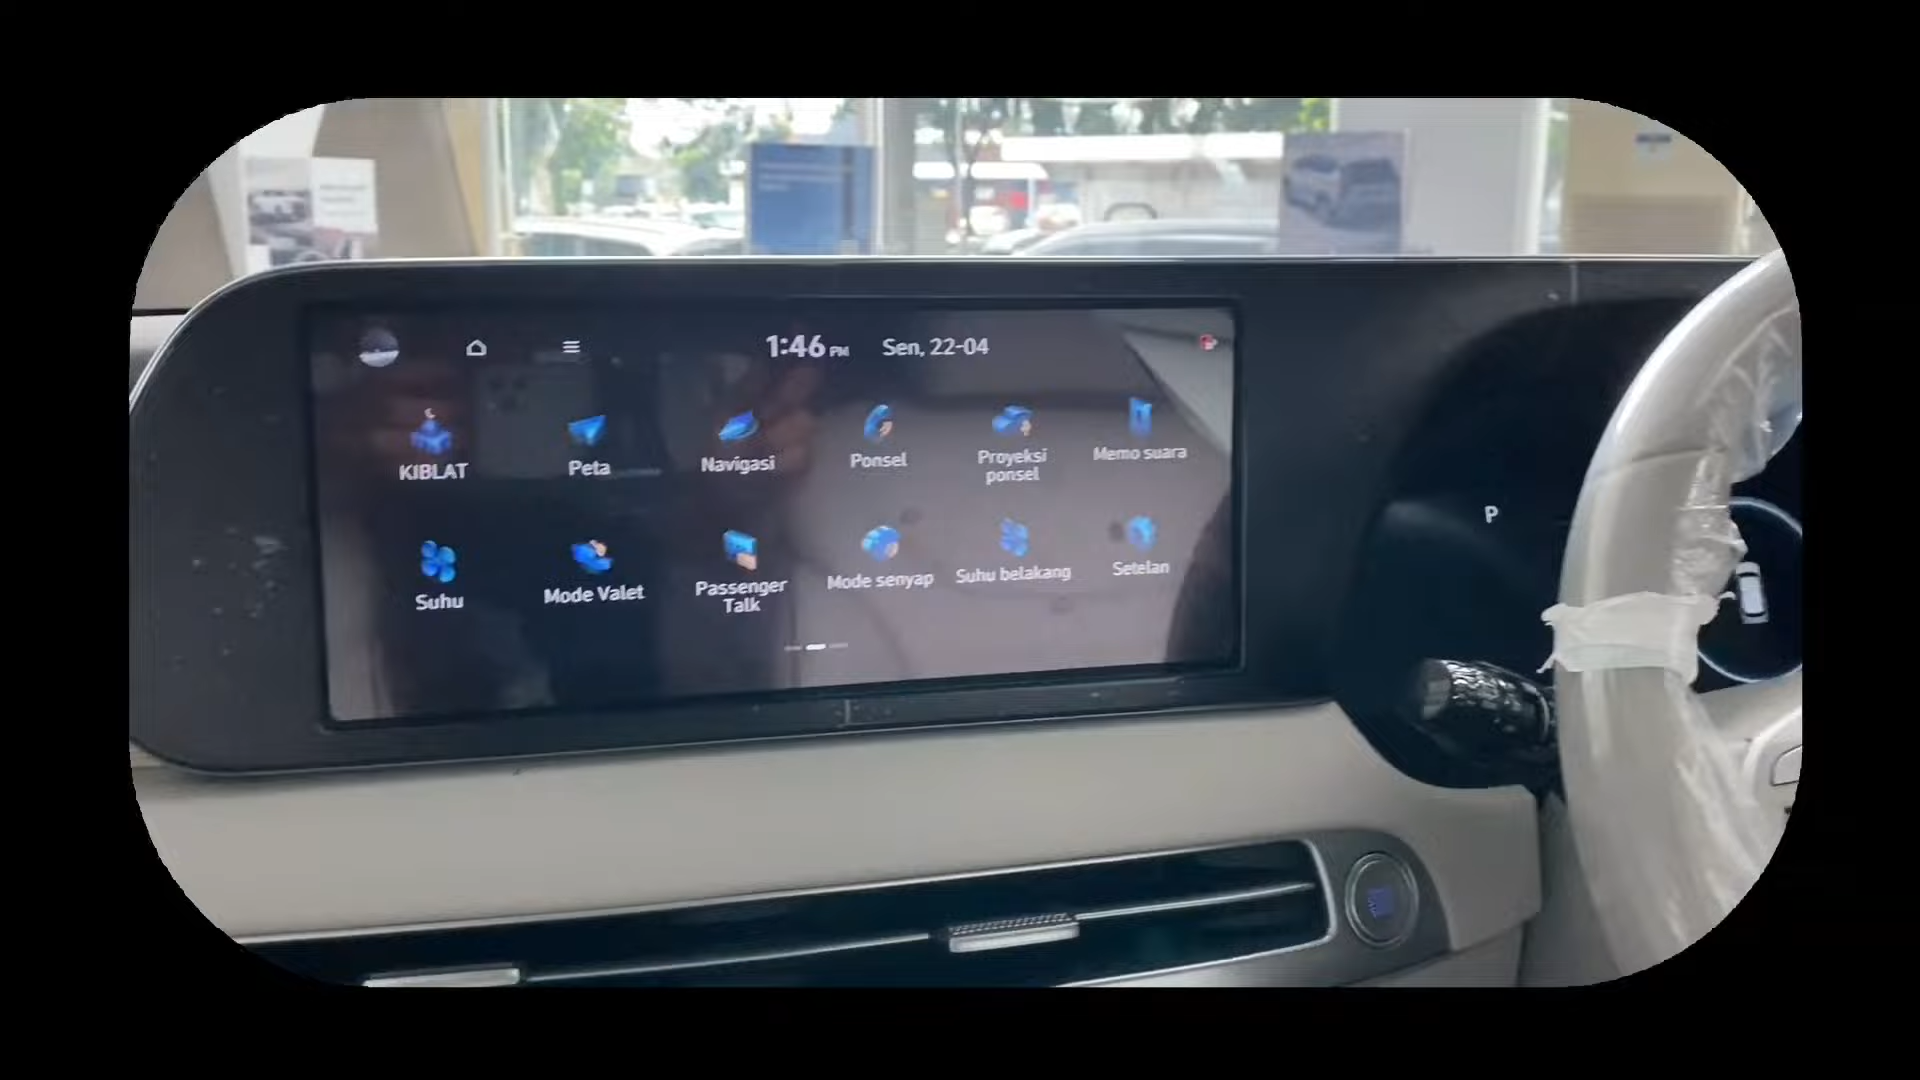 1:46 PM Sen, 22-04
KIBLAT
Peta
Navigasi
Ponsel
Proyeksi
ponsel
Memo suara
Suhu
Mode Valet
Passenger
Talk
Mode senyap
Suhu belakang
Setelan
P